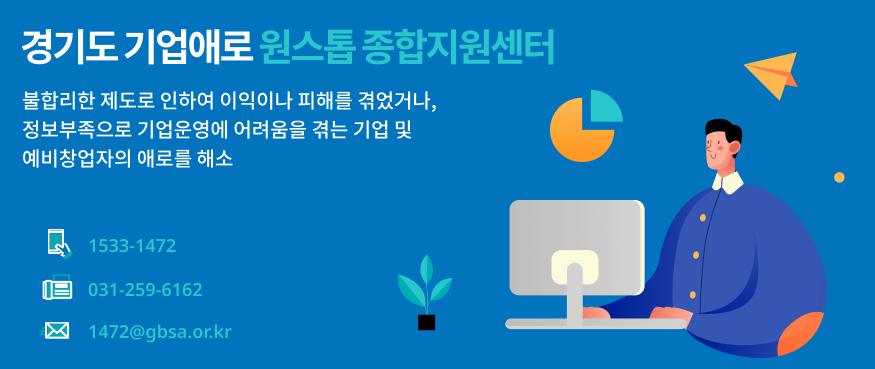 경기도 기업애로 원스톱 종합지원센터
불합리한 제도로 인하여 이익이나 피해를 겪었거나,
정보부족으로 기업운영에 어려움을 겪는 기업 및
예비창업자의 애로를 해소
1533-1472
031-259-6162
1472@gbsa.or.kr